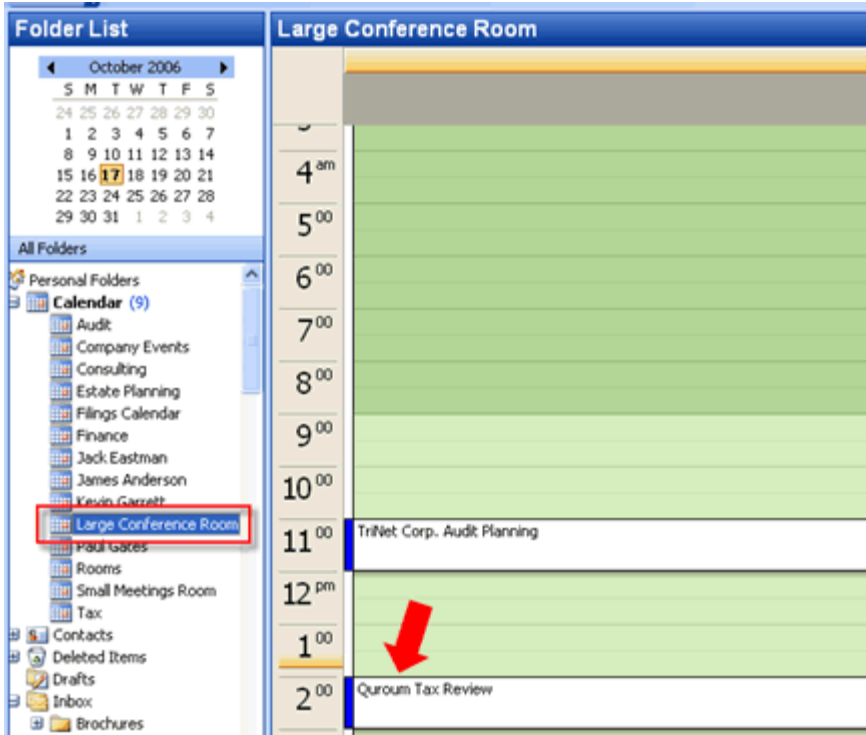 Folder List
October 2006
S M T W T F S
24 25 26 27 28 29 30
1 2 3 4 5 6 7
8 9 10 11 12 13 14
15 16 17 18 19 20 21
22 23 24 25 26 27 28
29 30 31 1 2 3 4
All Folders
Personal Folders
Calendar (9)
Audit
Company Events
Consulting
Estate Planning
Filings Calendar
Finance
Jack Eastman
James Anderson
Kevin Garrett
Large Conference Room
Paul Gates
Rooms
Small Meetings Room
Tax
Contacts
Deleted Items
Drafts
Inbox
Brochures
Large Conference Room
4 am
5 00
6 00
7 00
8 00
9 00
10 00
11 00 TriNet Corp. Audit Planning
12 pm
1 00
2 00 Quroum Tax Review